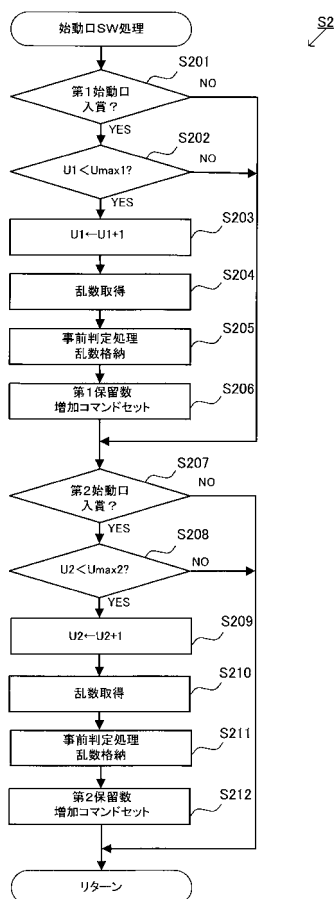 S2
始動口SW処理
S201
第1始動口
入賞?
NO
YES
S202
U1<Umax1?
NO
YES
S203
U1←U1+1
S204
乱数取得
S205
事前判定処理
乱数格納
S206
第1保留数
増加コマンドセット
S207
第2始動口
入賞?
NO
YES
S208
U2<Umax2?
NO
YES
S209
U2←U2+1
S210
乱数取得
S211
事前判定処理
乱数格納
S212
第2保留数
増加コマンドセット
リターン